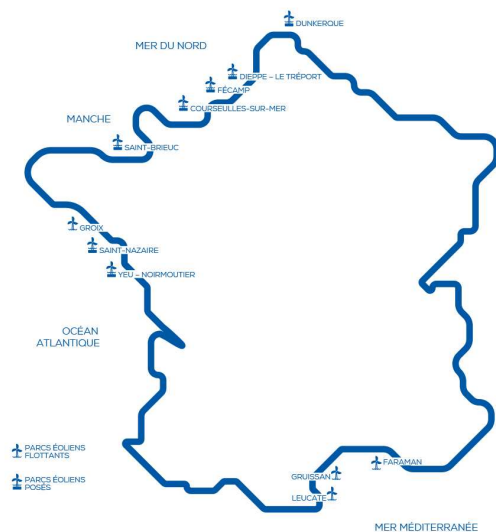 DUNKERQUE
MER DU NORD
DIEPPE – LE TRÉPORT
FÉCAMP
COURSEULLES-SUR-MER
MANCHE
SAINT-BRIEUC
GROIX
SAINT-NAZAIRE
YEU – NOIRMOUTIER
OCÉAN
ATLANTIQUE
PARCS ÉOLIENS
FLOTTANTS
PARCS ÉOLIENS
POSÉS
FARAMAN
GRUISSAN
LEUCATE
MER MÉDITERRANÉE